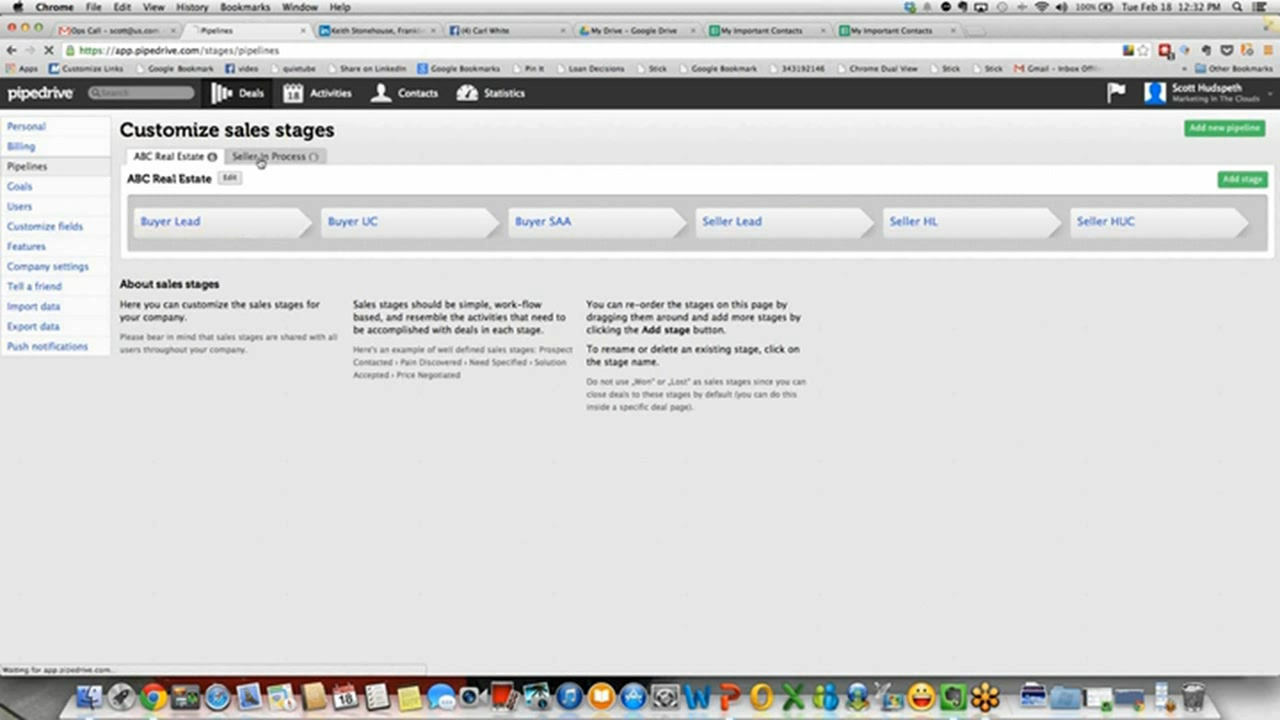 Chrome File Edit View History Bookmarks Window Help
100% Tue Feb 18 12:32 PM
Ops Call - scott@us.com
Pipelines
Keith Stonehouse, Frankli
(4) Carl White
My Drive - Google Drive
My Important Contacts
My Important Contacts
https://app.pipedrive.com/stages/pipelines
Apps Customize Links Google Bookmark video quietube Share on LinkedIn Google Bookmarks Pin It Loan Decisions Stick Google Bookmark 343192146 Chrome Dual View Stick Stick Gmail - Inbox Other Bookmarks
pipedrive Search Deals 18 Activities Contacts Statistics
Scott Hudspeth
Marketing In The Clouds
Personal
Billing
Pipelines
Goals
Users
Customize fields
Features
Company settings
Tell a friend
Import data
Export data
Push notifications
Customize sales stages
Add new pipeline
ABC Real Estate Seller In Process
ABC Real Estate Edit
Add stage
Buyer Lead Buyer UC Buyer SAA Seller Lead Seller HL Seller HUC
About sales stages
Here you can customize the sales stages for
your company.
Please bear in mind that sales stages are shared with all
users throughout your company.
Sales stages should be simple, work-flow
based, and resemble the activities that need to
be accomplished with deals in each stage.
Here's an example of well defined sales stages: Prospect
Contacted › Pain Discovered › Need Specified › Solution
Accepted › Price Negotiated
You can re-order the stages on this page by
dragging them around and add more stages by
clicking the Add stage button.
To rename or delete an existing stage, click on
the stage name.
Do not use „Won" or „Lost" as sales stages since you can
close deals to these stages by default (you can do this
inside a specific deal page).
Waiting for app.pipedrive.com...